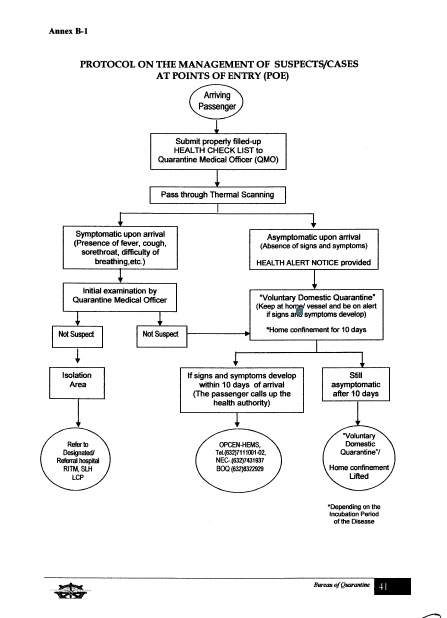 Annex B-1
PROTOCOL ON THE MANAGEMENT OF SUSPECTS/CASES
AT POINTS OF ENTRY (POE)
Arriving
Passenger
Submit properly filled-up
HEALTH CHECK LIST to
Quarantine Medical Officer (QMO)
Pass through Thermal Scanning
Symptomatic upon arrival
(Presence of fever, cough,
sorethroat, difficulty of
breathing,etc.)
Asymptomatic upon arrival
(Absence of signs and symptoms)
HEALTH ALERT NOTICE provided
Initial examination by
Quarantine Medical Officer
"Voluntary Domestic Quarantine"
(Keep at home/ vessel and be on alert
if signs and symptoms develop)
*Home confinement for 10 days
Not Suspect
Not Suspect
Isolation
Area
If signs and symptoms develop
within 10 days of arrival
(The passenger calls up the
health authority)
Still
asymptomatic
after 10 days
Refer to
Designated/
Referral hospital
RITM, SLH
LCP
OPCEN-HEMS,
Tel.(632)7111001-02,
NEC-(632)7431937
BOQ (632)8322929
"Voluntary
Domestic
Quarantine"/
Home confinement
Lifted
*Depending on the
Incubation Period
of the Disease
Bureau of Quarantine 41